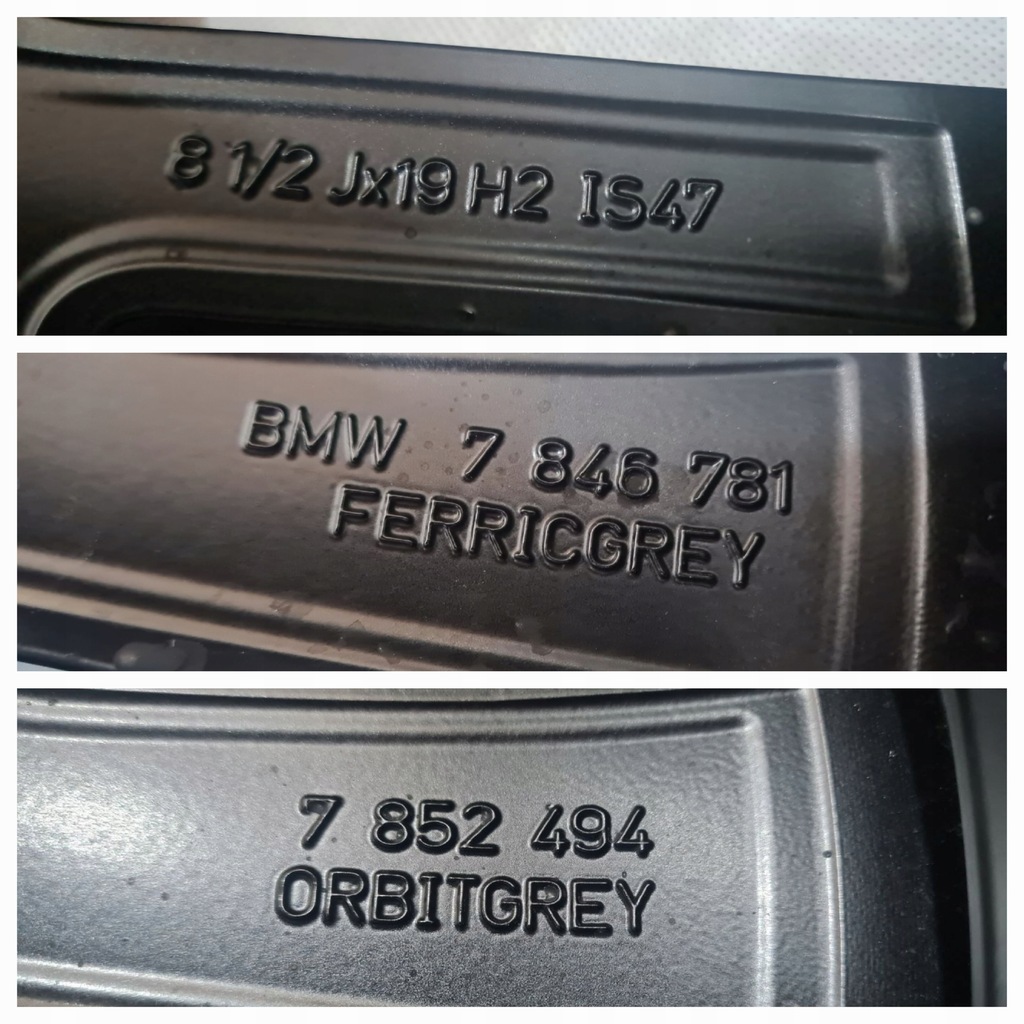 8 1/2 Jx19 H2 IS47
BMW 7 846 781
FERRICGREY
7 852 494
ORBITGREY